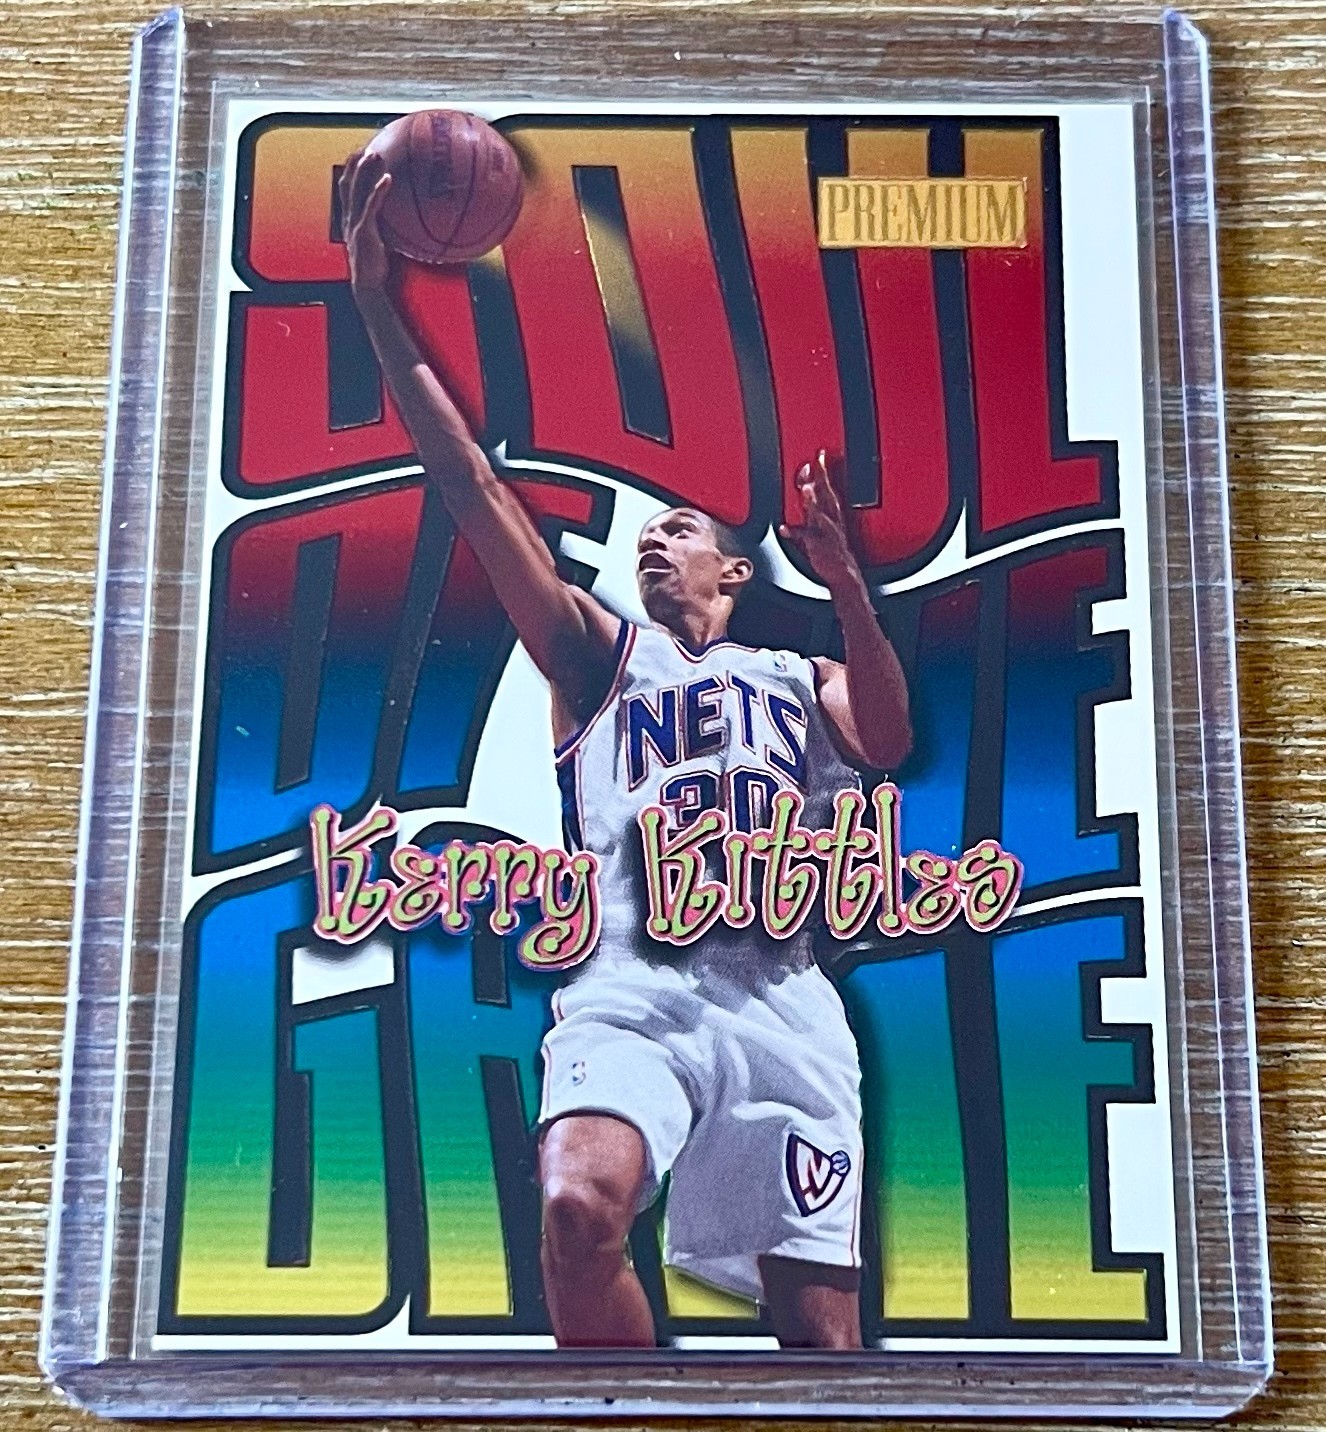 SOUL
PREMIUM
OF THE
NETS
30
Kerry Kittles
GAME